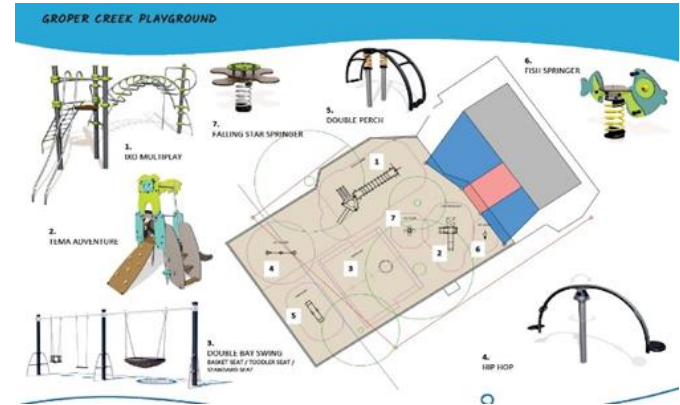 GROPER CREEK PLAYGROUND
6.
FISH SPRINGER
1.
IXO MULTIPLAY
7.
FALLING STAR SPRINGER
5.
DOUBLE PERCH
2.
TEMA ADVENTURE
1
7
2
6
4
3
5
3.
DOUBLE BAY SWING
BASKET SEAT / TODDLER SEAT /
STANDARD SEAT
4.
HIP HOP